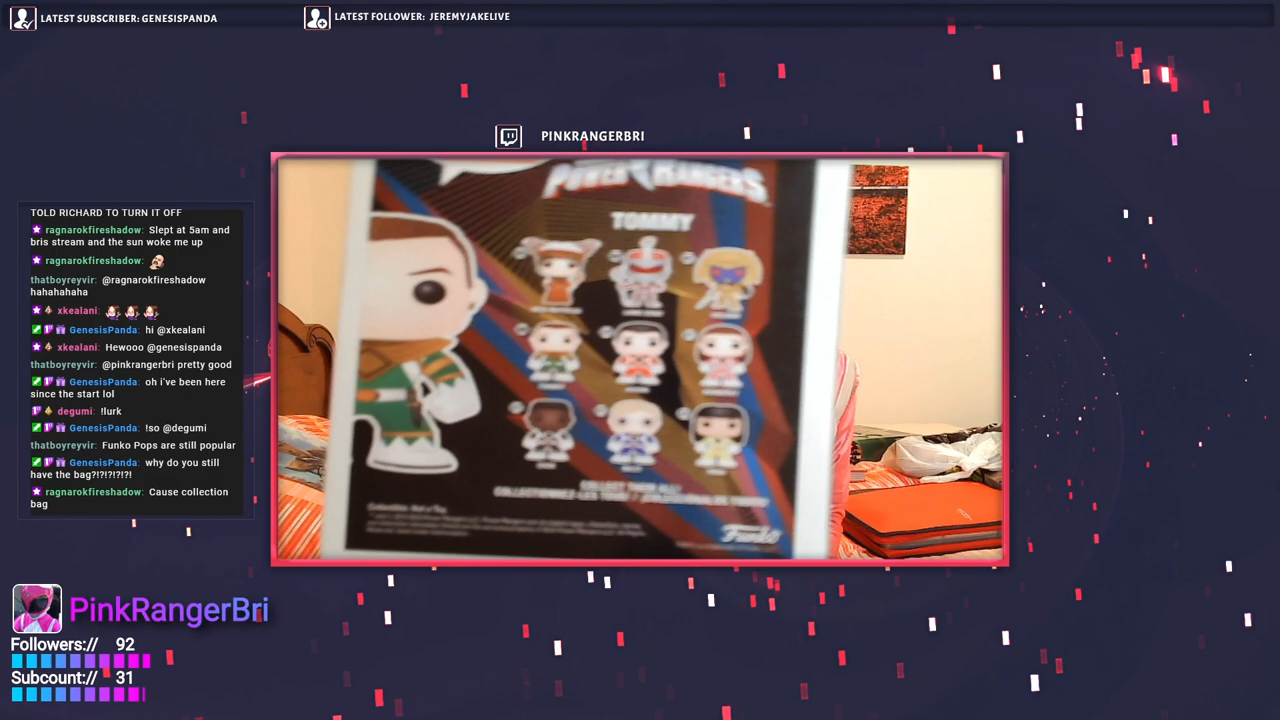 LATEST SUBSCRIBER: GENESISPANDA
LATEST FOLLOWER: JEREMYJAKELIVE
PINKRANGERBRI
TOLD RICHARD TO TURN IT OFF
ragnarokfireshadow: Slept at 5am and
bris stream and the sun woke me up
ragnarokfireshadow:
thatboyreyvir: @ragnarokfireshadow
hahahahaha
xkealani:
GenesisPanda: hi @xkealani
xkealani: Hewooo @genesispanda
thatboyreyvir: @pinkrangerbri pretty good
GenesisPanda: oh i've been here
since the start lol
degumi: !lurk
GenesisPanda: !so @degumi
thatboyreyvir: Funko Pops are still popular
GenesisPanda: why do you still
have the bag?!?!?!?!?!
ragnarokfireshadow: Cause collection
bag
POWER RANGERS
TOMMY
COLLECT THEM ALL!
Funko
PinkRangerBri
Followers:// 92
Subcount:// 31